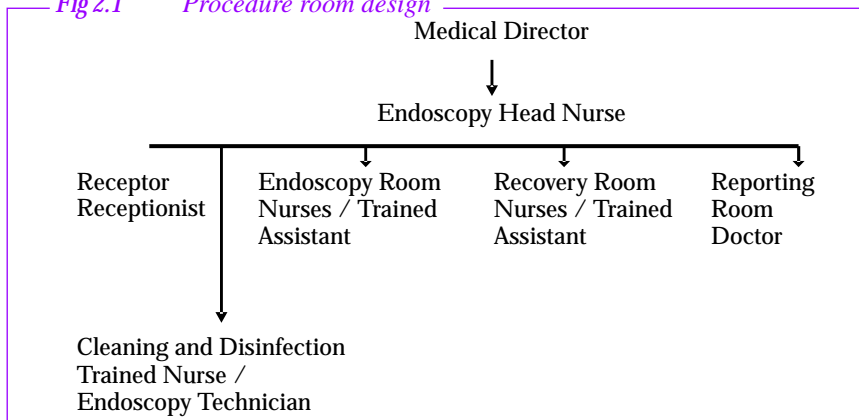 Fig 2.1 Procedure room design
Medical Director
Endoscopy Head Nurse
Receptor
Receptionist
Endoscopy Room
Nurses / Trained
Assistant
Recovery Room
Nurses / Trained
Assistant
Reporting
Room
Doctor
Cleaning and Disinfection
Trained Nurse /
Endoscopy Technician